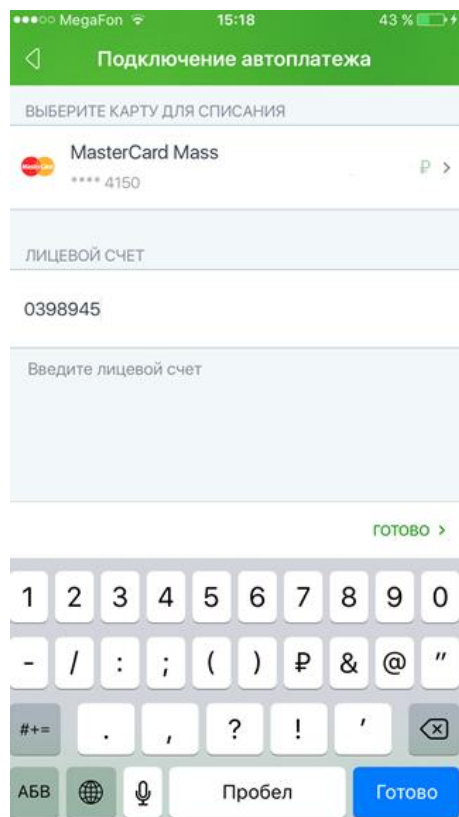 MegaFon 15:18 43 %
Подключение автоплатежа
ВЫБЕРИТЕ КАРТУ ДЛЯ СПИСАНИЯ
MasterCard Mass
MasterCard
**** 4150 ₽ >
ЛИЦЕВОЙ СЧЕТ
0398945
Введите лицевой счет
ГОТОВО >
1 2 3 4 5 6 7 8 9 0
- / : ; ( ) ₽ & @ "
#+= . , ? ! '
АБВ Пробел Готово